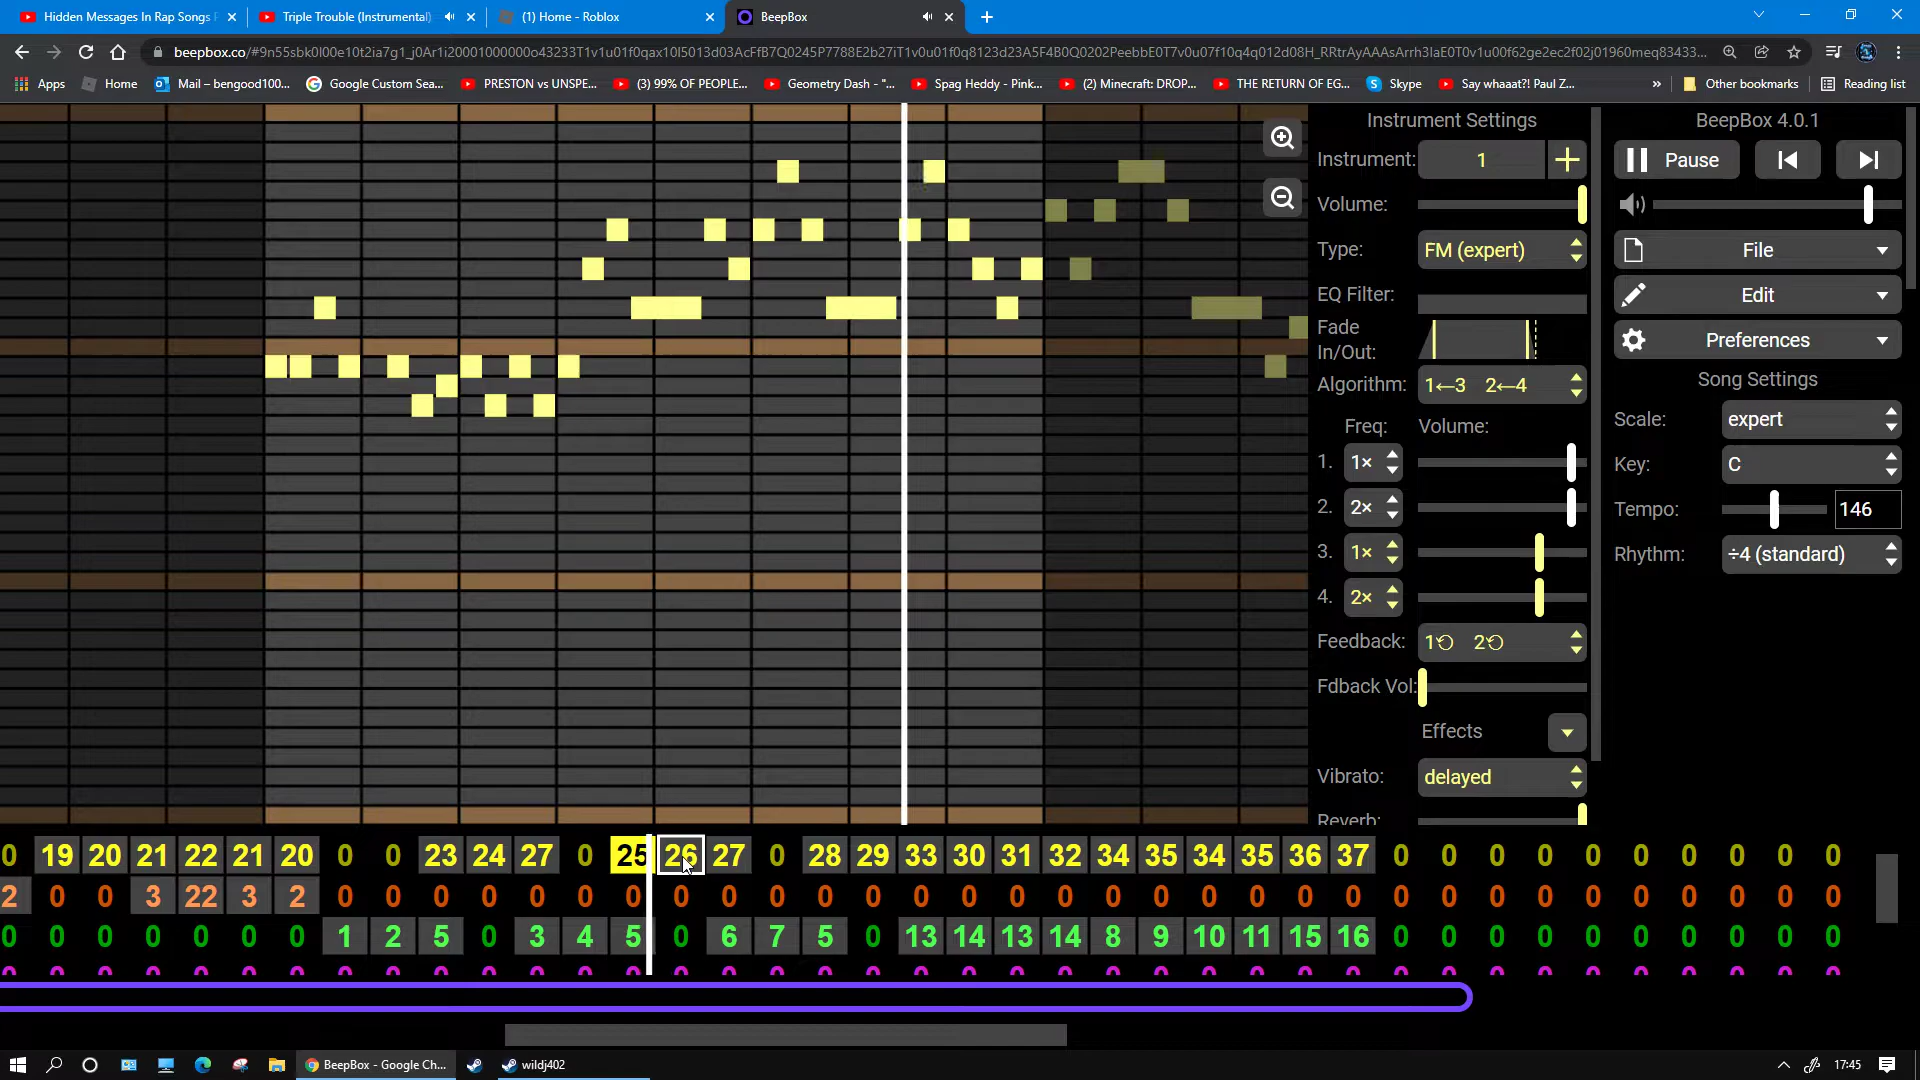 Hidden Messages In Rap Songs
Triple Trouble (Instrumental)
(1) Home - Roblox
BeepBox
beepbox.co/#9n55sbk0l00e10t2ia7g1_j0Ar1i20001000000o43233T1v1u01f0qax10l5013d03AcFfB7Q0245P7788E2b27iT1v0u01f0q8123d23A5F4B0Q0202PeebbE0T7v0u07f10q4q012d08H_RRtrAyAAAsArrh3IaE0T0v1u00f62ge2ec2f02j01960meq83433...
Apps
Home
Mail – bengood100...
Google Custom Sea...
PRESTON vs UNSPE...
(3) 99% OF PEOPLE...
Geometry Dash - "...
Spag Heddy - Pink...
(2) Minecraft: DROP...
THE RETURN OF EG...
Skype
Say whaaat?! Paul Z...
»
Other bookmarks
Reading list
Instrument Settings
Instrument: 1
Volume:
Type: FM (expert)
EQ Filter:
Fade
In/Out:
Algorithm: 1←3 2←4
Freq: Volume:
1. 1×
2. 2×
3. 1×
4. 2×
Feedback: 1⟲ 2⟲
Fdback Vol:
Effects
Vibrato: delayed
Reverb:
BeepBox 4.0.1
Pause
File
Edit
Preferences
Song Settings
Scale: expert
Key: C
Tempo: 146
Rhythm: ÷4 (standard)
0 19 20 21 22 21 20 0 0 23 24 27 0 25 26 27 0 28 29 33 30 31 32 34 35 34 35 36 37 0 0 0 0 0 0 0 0 0 0
2 0 0 3 22 3 2 0 0 0 0 0 0 0 0 0 0 0 0 0 0 0 0 0 0 0 0 0 0 0 0 0 0 0 0 0 0 0 0
0 0 0 0 0 0 0 1 2 5 0 3 4 5 0 6 7 5 0 13 14 13 14 8 9 10 11 15 16 0 0 0 0 0 0 0 0 0 0
BeepBox - Google Ch...
wildj402
17:45